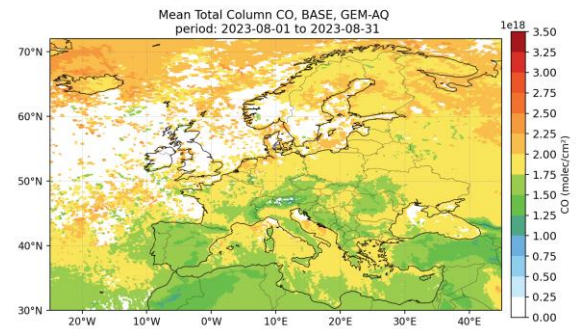 Mean Total Column CO, BASE, GEM-AQ
period: 2023-08-01 to 2023-08-31
1e18
70°N
60°N
50°N
40°N
30°N
20°W
10°W
0°W
10°E
20°E
30°E
40°E
3.50
3.25
3.00
2.75
2.50
2.25
2.00
1.75
1.50
1.25
1.00
0.75
0.50
0.25
0.00
CO (molec/cm²)